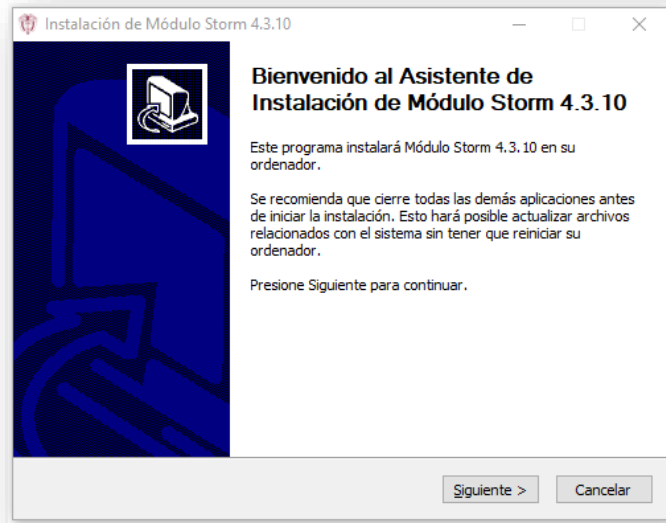 Instalación de Módulo Storm 4.3.10
Bienvenido al Asistente de
Instalación de Módulo Storm 4.3.10
Este programa instalará Módulo Storm 4.3.10 en su
ordenador.
Se recomienda que cierre todas las demás aplicaciones antes
de iniciar la instalación. Esto hará posible actualizar archivos
relacionados con el sistema sin tener que reiniciar su
ordenador.
Presione Siguiente para continuar.
Siguiente >
Cancelar